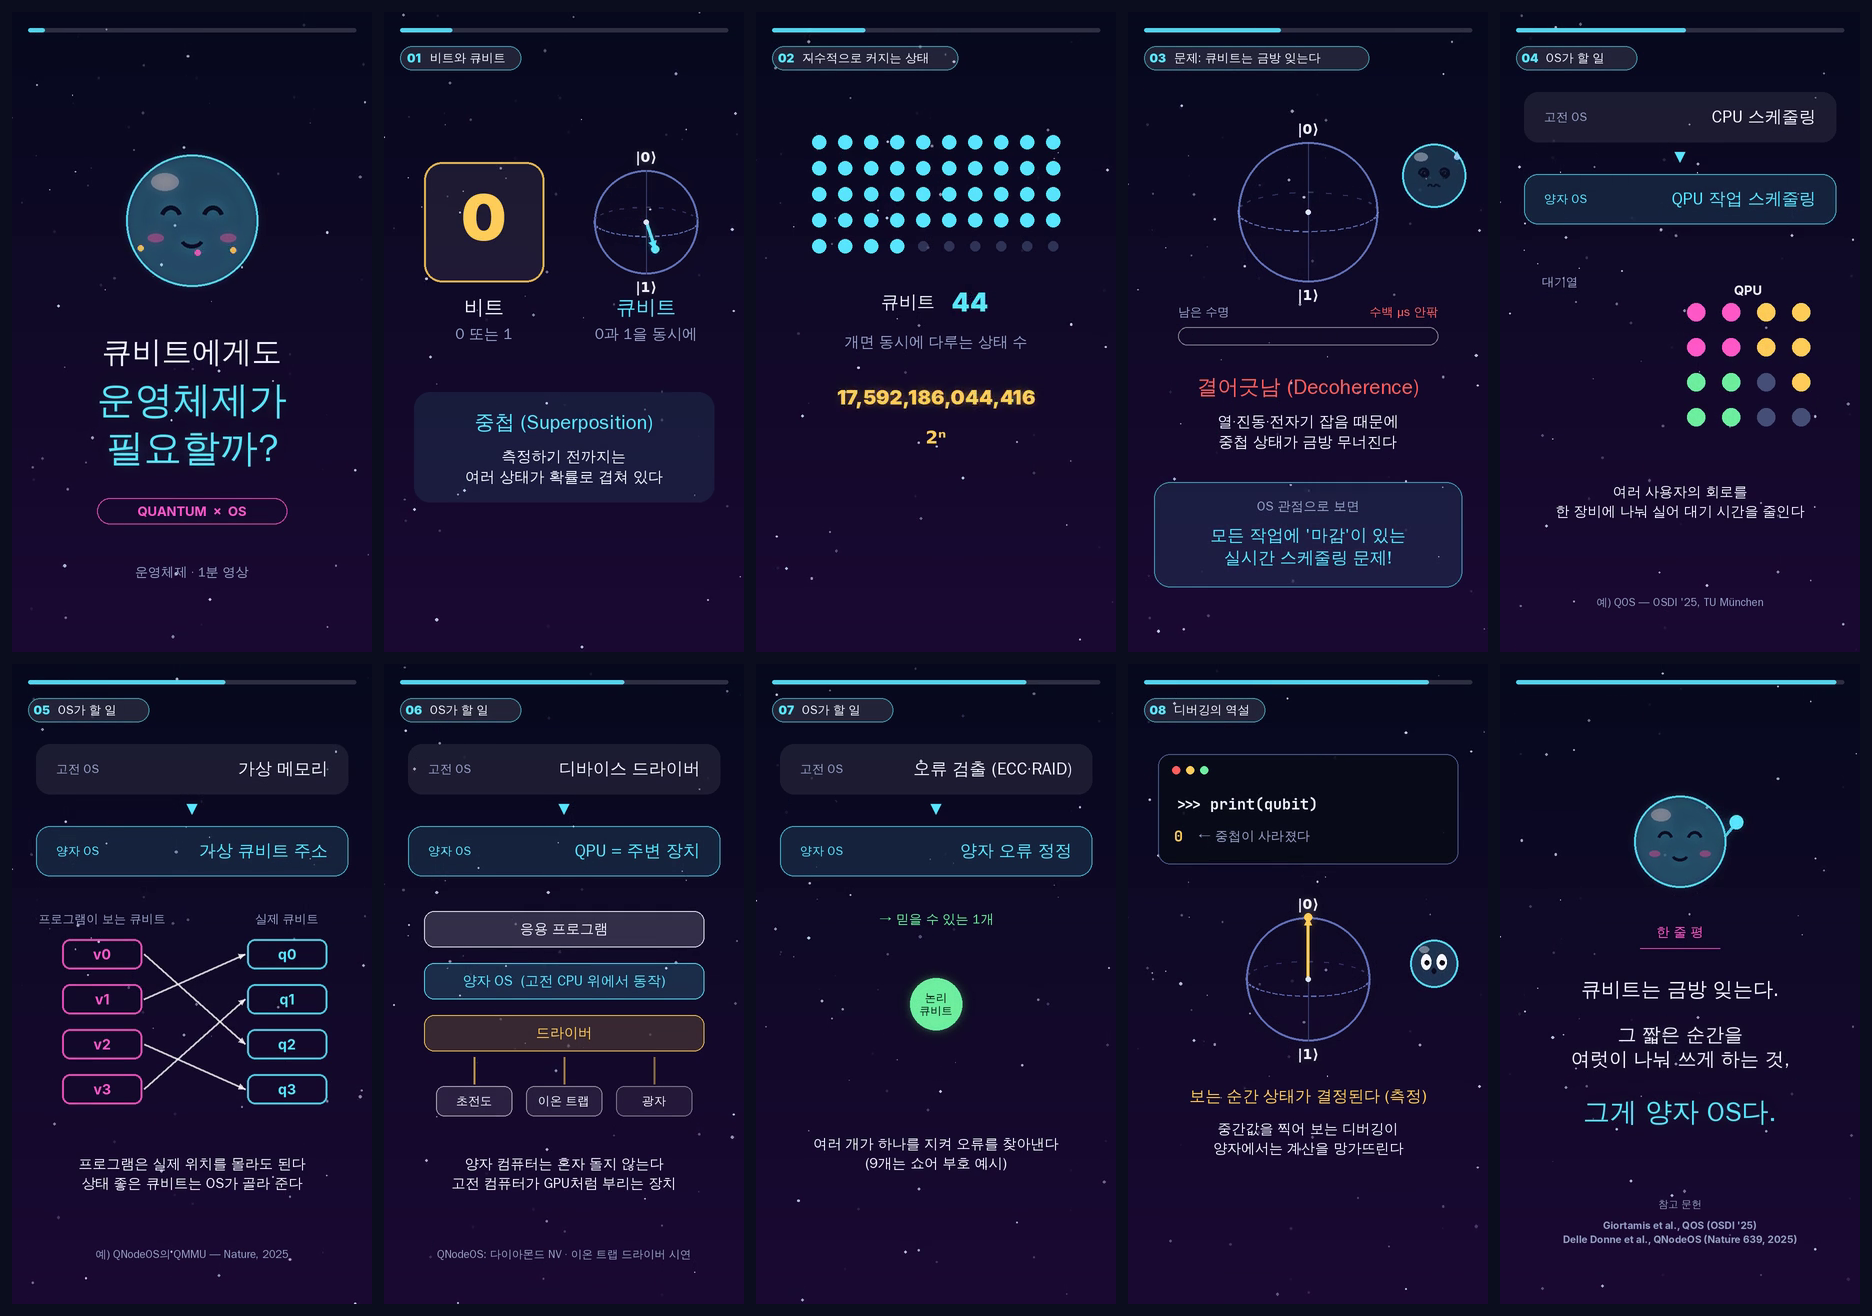 큐비트에게도
운영체제가
필요할까?
QUANTUM × OS
운영체제 · 1분 영상
01 비트와 큐비트
0
|0⟩
|1⟩
비트
큐비트
0 또는 1
0과 1을 동시에
중첩 (Superposition)
측정하기 전까지는
여러 상태가 확률로 겹쳐 있다
02 지수적으로 커지는 상태
큐비트 44
개면 동시에 다루는 상태 수
17,592,186,044,416
2ⁿ
03 문제: 큐비트는 금방 잊는다
|0⟩
|1⟩
남은 수명
수백 μs 안팎
결어긋남 (Decoherence)
열·진동·전자기 잡음 때문에
중첩 상태가 금방 무너진다
OS 관점으로 보면
모든 작업에 '마감'이 있는
실시간 스케줄링 문제!
04 OS가 할 일
고전 OS CPU 스케줄링
▼
양자 OS QPU 작업 스케줄링
대기열
QPU
여러 사용자의 회로를
한 장비에 나눠 실어 대기 시간을 줄인다
예) QOS — OSDI '25, TU München
05 OS가 할 일
고전 OS 가상 메모리
▼
양자 OS 가상 큐비트 주소
프로그램이 보는 큐비트
실제 큐비트
v0 q0
v1 q1
v2 q2
v3 q3
프로그램은 실제 위치를 몰라도 된다
상태 좋은 큐비트는 OS가 골라 준다
예) QNodeOS의 QMMU — Nature, 2025
06 OS가 할 일
고전 OS 디바이스 드라이버
▼
양자 OS QPU = 주변 장치
응용 프로그램
양자 OS (고전 CPU 위에서 동작)
드라이버
초전도 이온 트랩 광자
양자 컴퓨터는 혼자 돌지 않는다
고전 컴퓨터가 GPU처럼 부리는 장치
QNodeOS: 다이아몬드 NV · 이온 트랩 드라이버 시연
07 OS가 할 일
고전 OS 오류 검출 (ECC·RAID)
▼
양자 OS 양자 오류 정정
→ 믿을 수 있는 1개
논리
큐비트
여러 개가 하나를 지켜 오류를 찾아낸다
(9개는 쇼어 부호 예시)
08 디버깅의 역설
>>> print(qubit)
0 ← 중첩이 사라졌다
|0⟩
|1⟩
보는 순간 상태가 결정된다 (측정)
중간값을 찍어 보는 디버깅이
양자에서는 계산을 망가뜨린다
한 줄 평
큐비트는 금방 잊는다.
그 짧은 순간을
여럿이 나눠 쓰게 하는 것,
그게 양자 OS다.
참고 문헌
Giortamis et al., QOS (OSDI '25)
Delle Donne et al., QNodeOS (Nature 639, 2025)